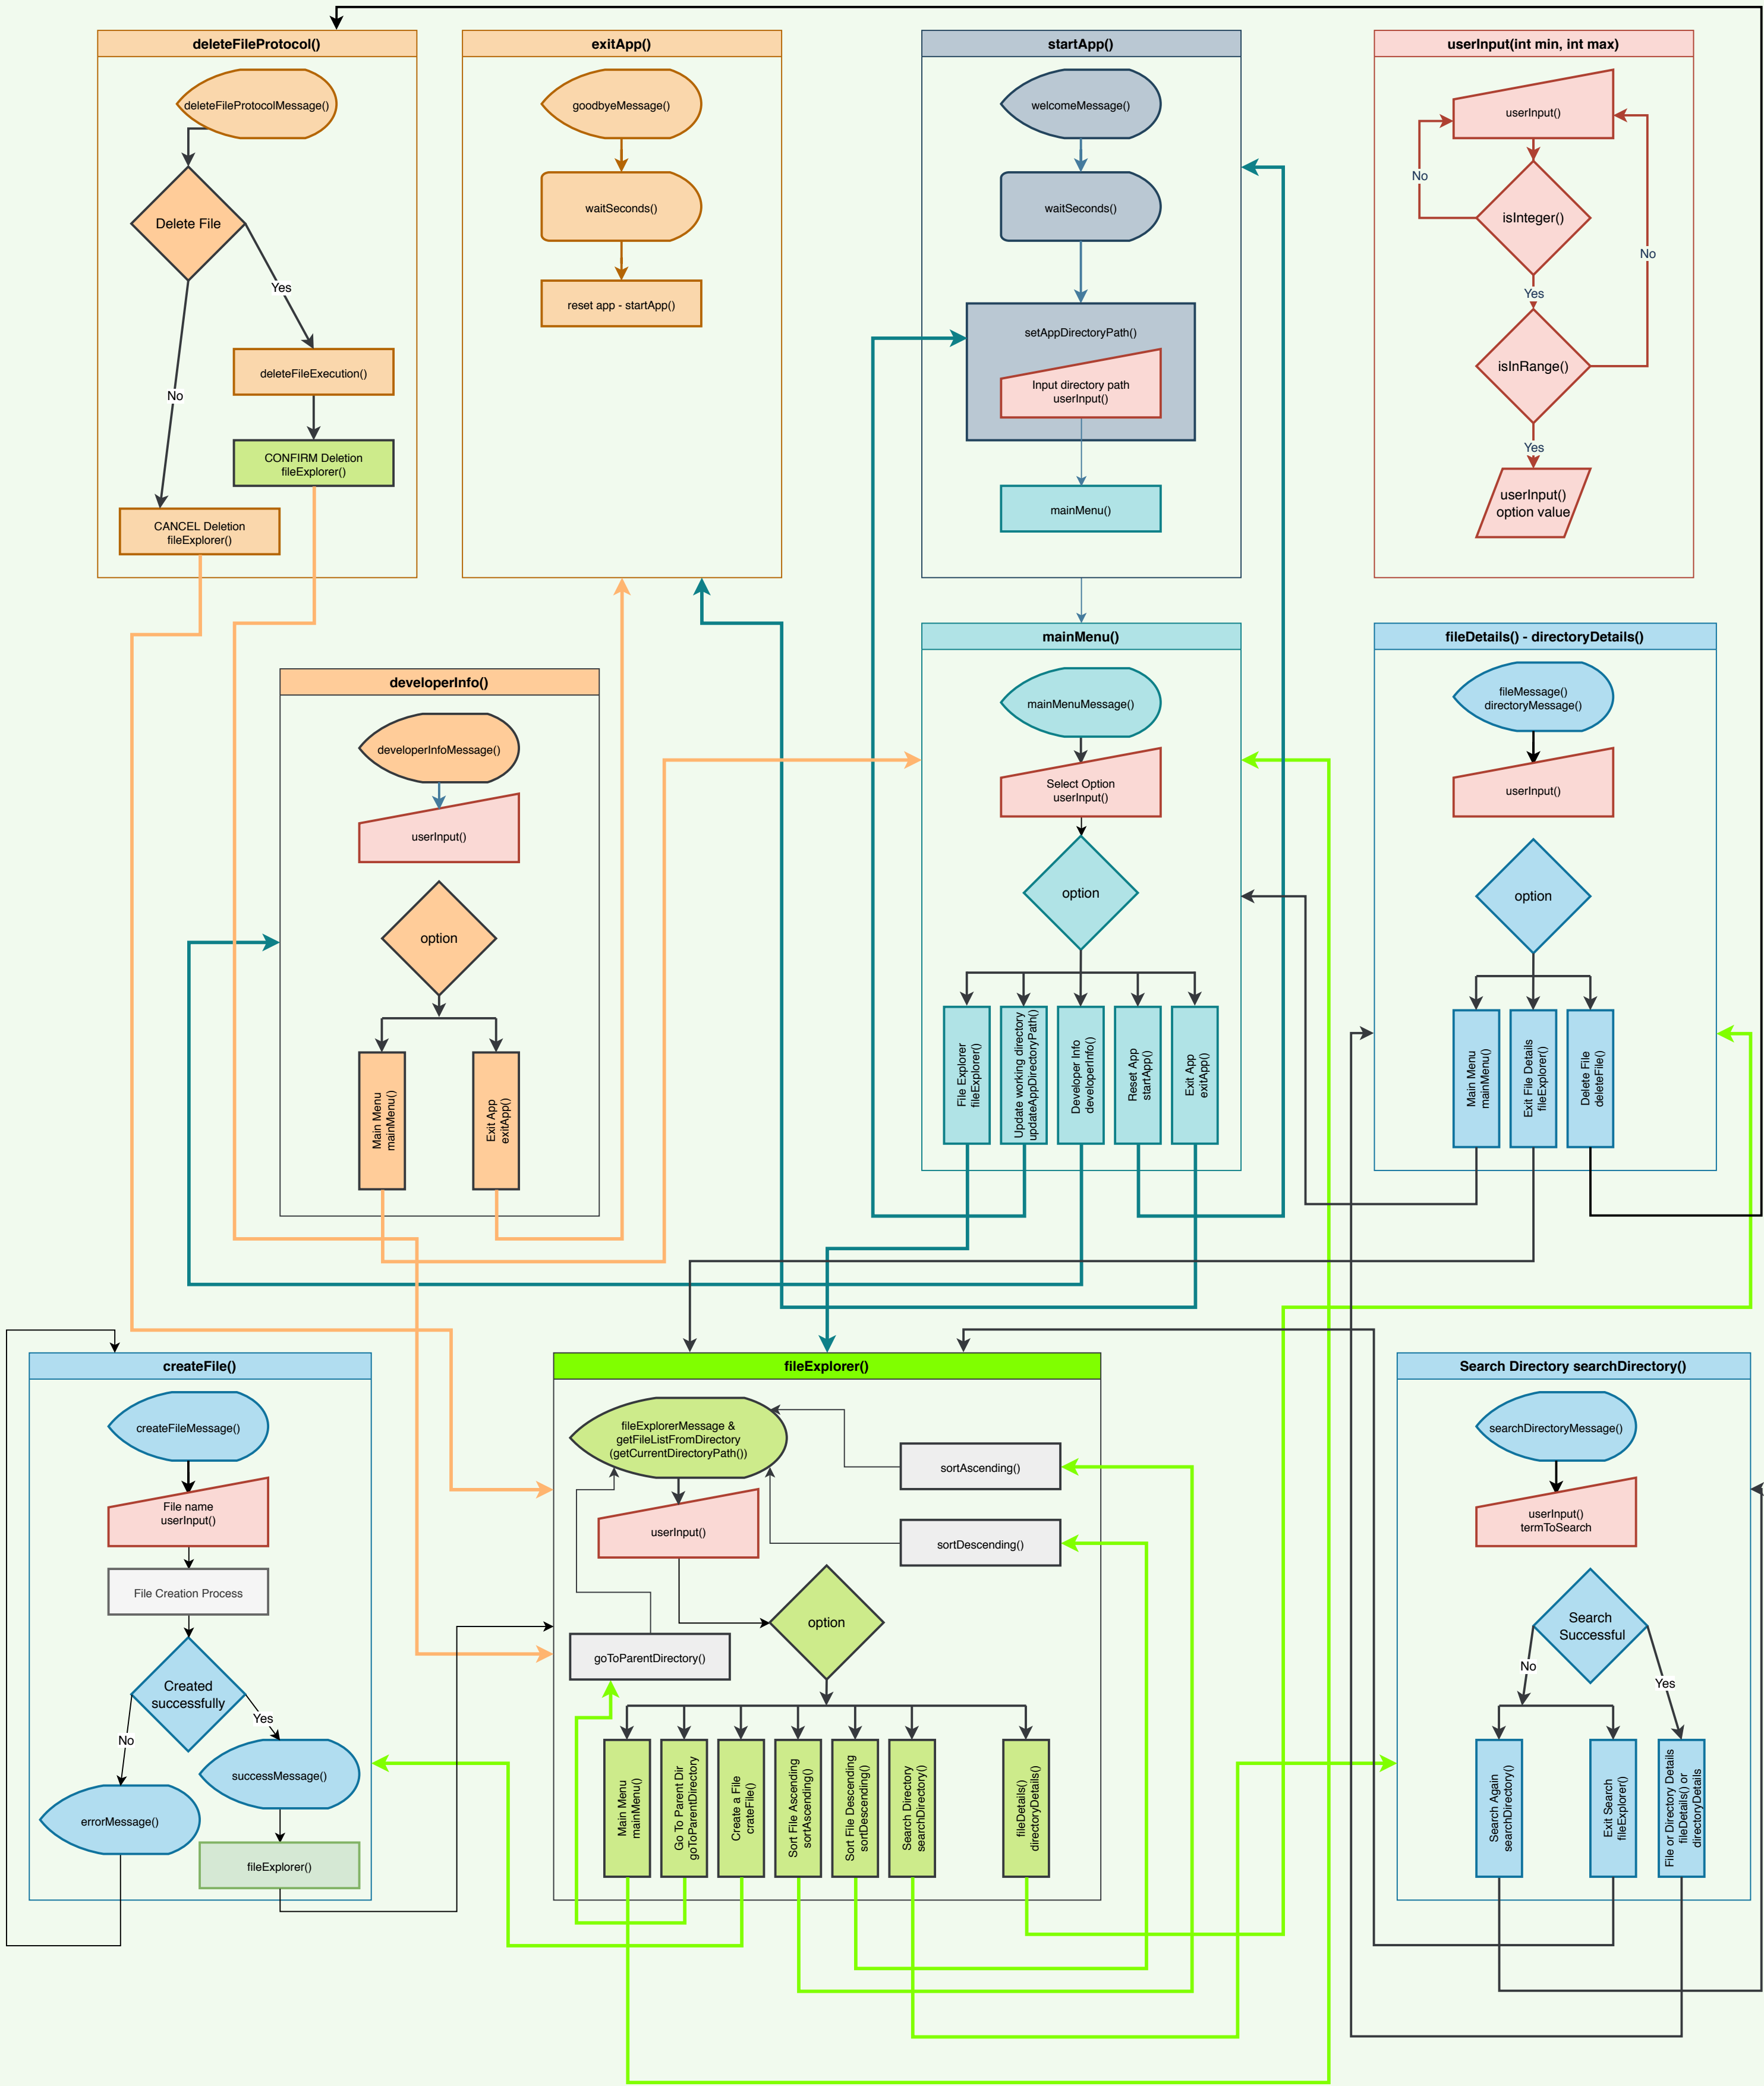 deleteFileProtocol()
deleteFileProtocolMessage()
Delete File
Yes
No
deleteFileExecution()
CONFIRM Deletion
fileExplorer()
CANCEL Deletion
fileExplorer()
exitApp()
goodbyeMessage()
waitSeconds()
reset app - startApp()
startApp()
welcomeMessage()
waitSeconds()
setAppDirectoryPath()
Input directory path
userInput()
mainMenu()
userInput(int min, int max)
userInput()
No
isInteger()
No
Yes
isInRange()
Yes
userInput()
option value
developerInfo()
developerInfoMessage()
userInput()
option
Main Menu
mainMenu()
Exit App
exitApp()
mainMenu()
mainMenuMessage()
Select Option
userInput()
option
File Explorer
fileExplorer()
Update working directory
updateAppDirectoryPath()
Developer Info
developerInfo()
Reset App
startApp()
Exit App
exitApp()
fileDetails() - directoryDetails()
fileMessage()
directoryMessage()
userInput()
option
Main Menu
mainMenu()
Exit File Details
fileExplorer()
Delete File
deleteFile()
createFile()
createFileMessage()
File name
userInput()
File Creation Process
Created
successfully
Yes
No
successMessage()
errorMessage()
fileExplorer()
fileExplorer()
fileExplorerMessage &
getFileListFromDirectory
(getCurrentDirectoryPath())
sortAscending()
userInput()
sortDescending()
option
goToParentDirectory()
Main Menu
mainMenu()
Go To Parent Dir
goToParentDirectory
Create a File
crateFile()
Sort File Ascending
sortAscending()
Sort File Descending
sortDescending()
Search Directory
searchDirectory()
fileDetails()
directoryDetails()
Search Directory searchDirectory()
searchDirectoryMessage()
userInput()
termToSearch
Search
Successful
No
Yes
Search Again
searchDirectory()
Exit Search
fileExplorer()
File or Directory Details
fileDetails() or
directoryDetails